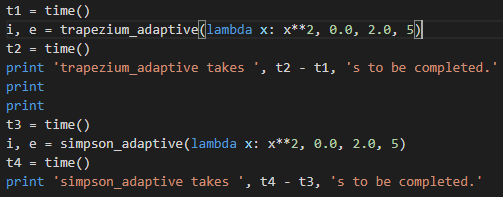 t1 = time()
i, e = trapezium_adaptive(lambda x: x**2, 0.0, 2.0, 5)
t2 = time()
print 'trapezium_adaptive takes ', t2 - t1, 's to be completed.'
print
print
t3 = time()
i, e = simpson_adaptive(lambda x: x**2, 0.0, 2.0, 5)
t4 = time()
print 'simpson_adaptive takes ', t4 - t3, 's to be completed.'